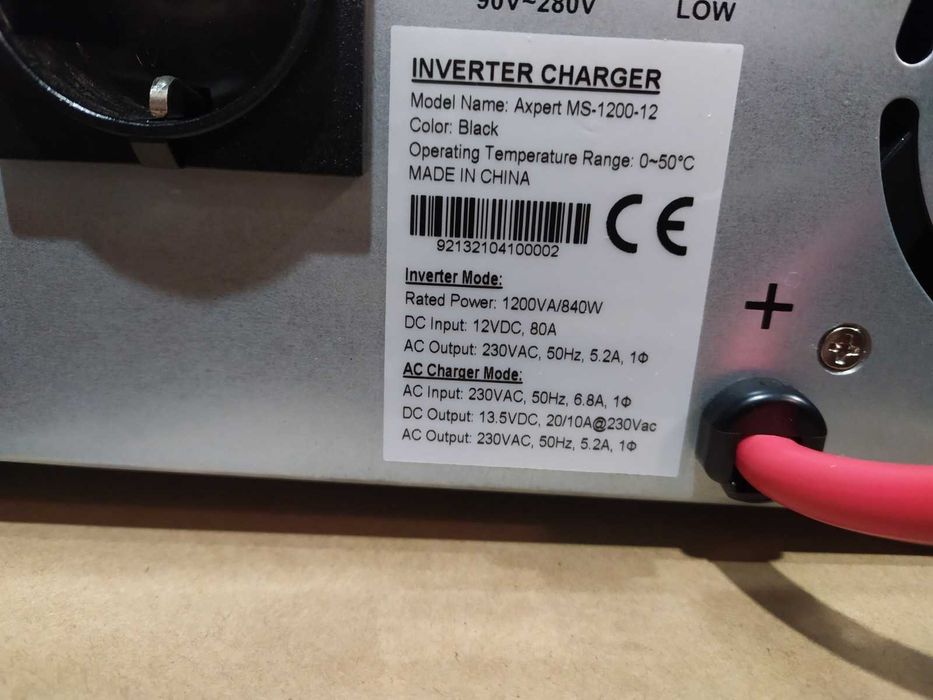 90V~280V
LOW
INVERTER CHARGER
Model Name: Axpert MS-1200-12
Color: Black
Operating Temperature Range: 0~50°C
MADE IN CHINA
CE
92132104100002
Inverter Mode:
Rated Power: 1200VA/840W
DC Input: 12VDC, 80A
AC Output: 230VAC, 50Hz, 5.2A, 1Φ
AC Charger Mode:
AC Input: 230VAC, 50Hz, 6.8A, 1Φ
DC Output: 13.5VDC, 20/10A@230Vac
AC Output: 230VAC, 50Hz, 5.2A, 1Φ
+